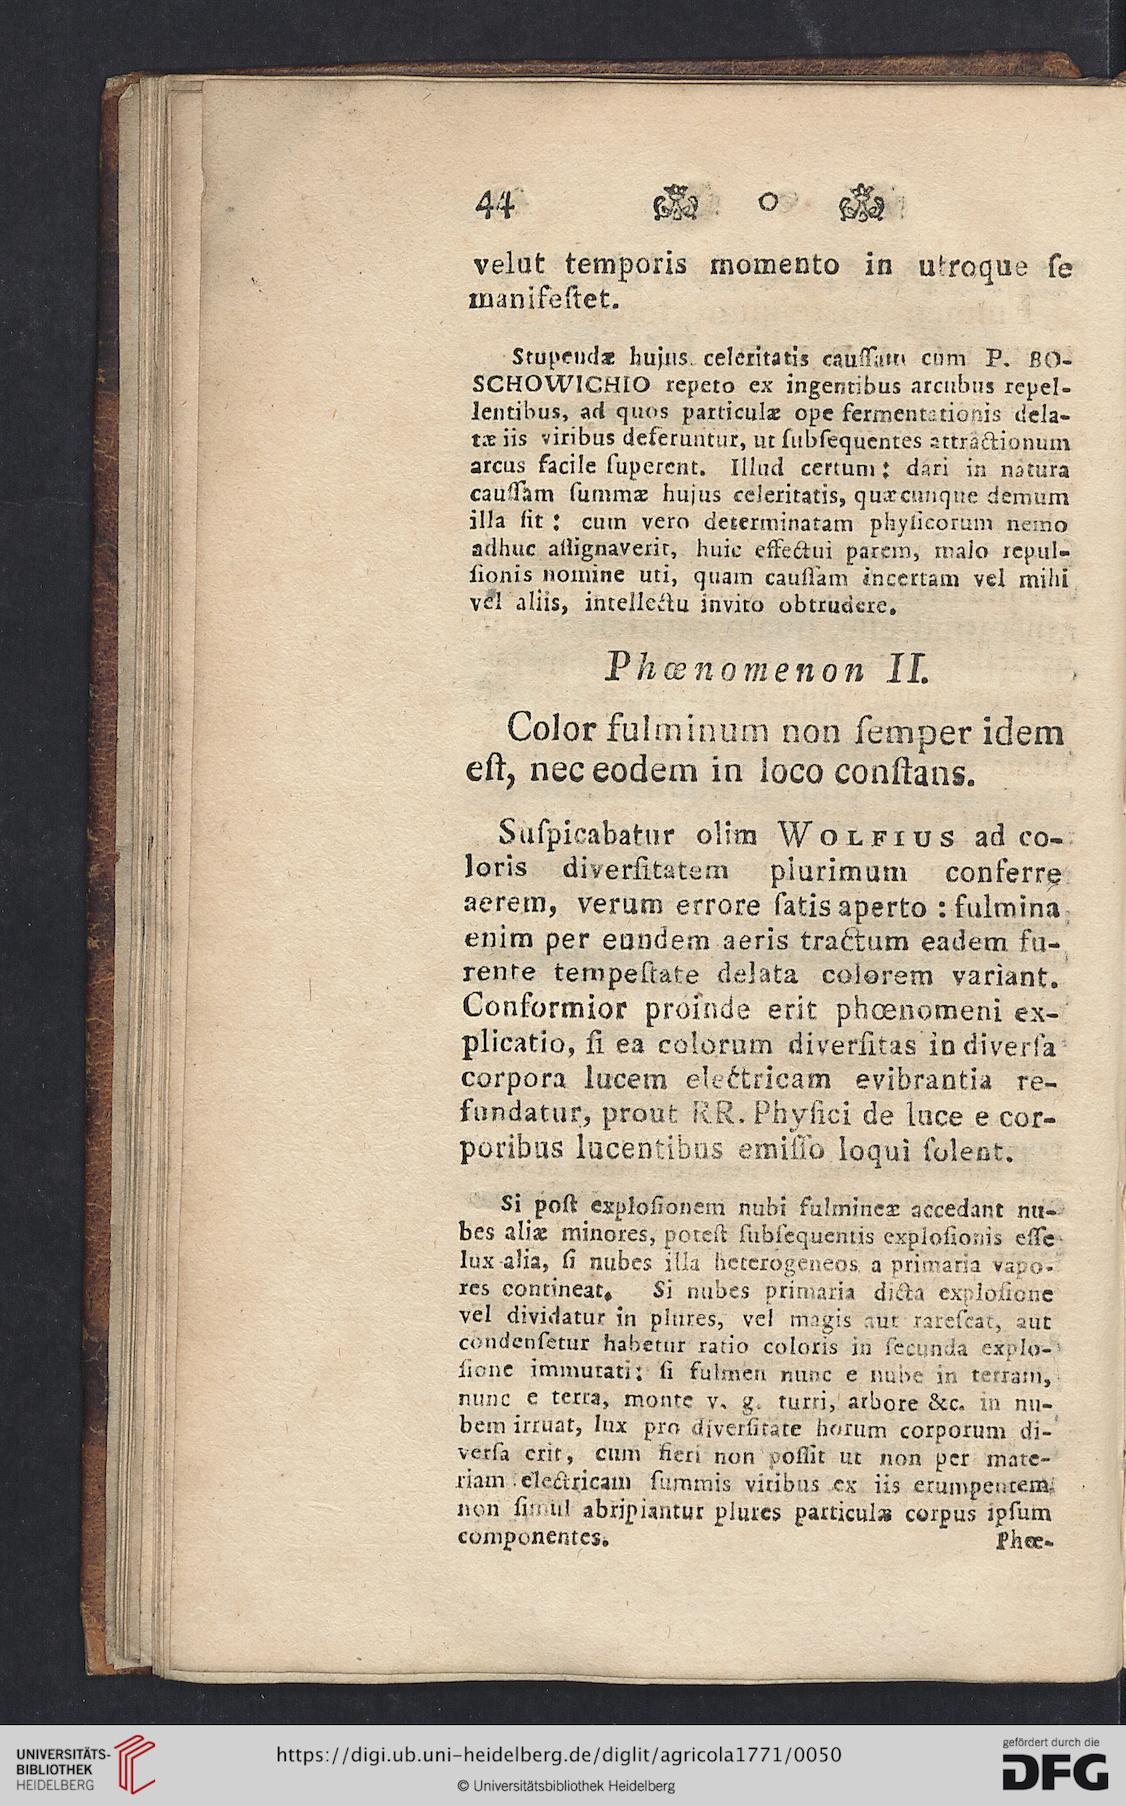 44 o
velut temporis momento in utroque ſe
manifeſtet.
Stupendæ hujus celeritatis cauſſam cum P. BO-
SCHOWICHIO repeto ex ingentibus arcubus repel-
lentibus, ad quos particulæ ope fermentationis dela-
tæ iis viribus deferuntur, ut ſubſequentes attractionum
arcus facile ſuperent. Illud certum: dari in natura
cauſſam ſummæ hujus celeritatis, quæcunque demum
illa ſit: cum vero determinatam phyſicorum nemo
adhuc aſſignaverit, huic effectui parem, malo repul-
ſionis nomine uti, quam cauſſam incertam vel mihi
vel aliis, intellectu invito obtrudere.
Phœnomenon II.
Color fulminum non ſemper idem
eſt, nec eodem in loco conſtans.
Suſpicabatur olim WOLFIUS ad co-
loris diverſitatem plurimum conferre
aerem, verum errore ſatis aperto: fulmina
enim per eundem aeris tractum eadem fu-
rente tempeſtate delata colorem variant.
Conformior proinde erit phœnomeni ex-
plicatio, ſi ea colorum diverſitas in diverſa
corpora lucem electricam evibrantia re-
fundatur, prout RR. Phyſici de luce e cor-
poribus lucentibus emiſſo loqui ſolent.
Si poſt exploſionem nubi fulmineæ accedant nu-
bes aliæ minores, poteſt ſubſequentis exploſionis eſſe
lux alia, ſi nubes illa heterogeneos a primaria vapo-
res contineat. Si nubes primaria dicta exploſione
vel dividatur in plures, vel magis aut rareſcat, aut
condenſetur habetur ratio coloris in ſecunda explo-
ſione immutati: ſi fulmen nunc e nube in terram,
nunc e terra, monte v. g. turri, arbore &c. in nu-
bem irruat, lux pro diverſitate horum corporum di-
verſa erit, cum fieri non poſſit ut non per mate-
riam electricam ſummis viribus ex iis erumpentem
non ſimul abripiantur plures particulæ corpus ipſum
componentes. Phœ-
UNIVERSITÄTS-
BIBLIOTHEK
HEIDELBERG
https://digi.ub.uni-heidelberg.de/diglit/agricola1771/0050
© Universitätsbibliothek Heidelberg
gefördert durch die
DFG